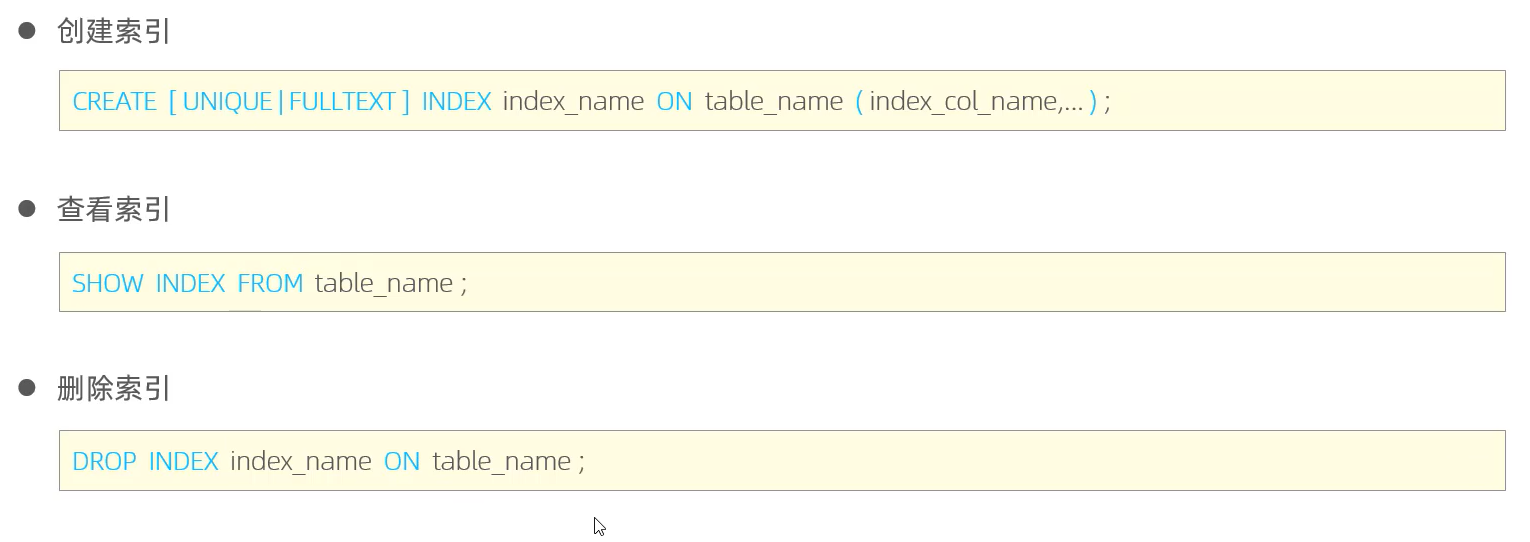 创建索引
CREATE [ UNIQUE | FULLTEXT ] INDEX index_name ON table_name ( index_col_name,... ) ;
查看索引
SHOW INDEX FROM table_name ;
删除索引
DROP INDEX index_name ON table_name ;